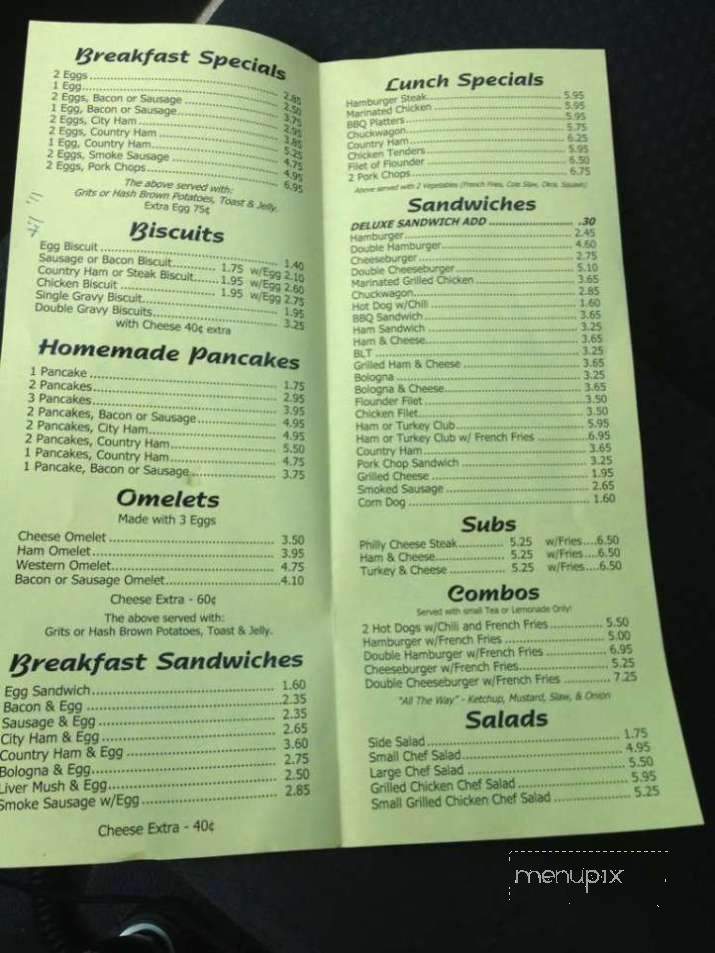 Breakfast Specials
2 Eggs 2.85
1 Egg 2.50
2 Eggs, Bacon or Sausage 3.75
1 Egg, Bacon or Sausage 2.95
2 Eggs, City Ham 3.85
2 Eggs, Country Ham 5.25
1 Egg, Country Ham 4.75
2 Eggs, Smoke Sausage 4.95
2 Eggs, Pork Chops 6.95
The above served with:
Grits or Hash Brown Potatoes, Toast & Jelly.
Extra Egg 75¢
Biscuits
Egg Biscuit 1.40
Sausage or Bacon Biscuit 1.75 w/Egg 2.10
Country Ham or Steak Biscuit 1.95 w/Egg 2.60
Chicken Biscuit 1.95 w/Egg 2.75
Single Gravy Biscuit 1.95
Double Gravy Biscuits 3.25
with Cheese 40¢ extra
Homemade Pancakes
1 Pancake 1.75
2 Pancakes 2.95
3 Pancakes 3.95
2 Pancakes, Bacon or Sausage 4.95
2 Pancakes, City Ham 4.95
2 Pancakes, Country Ham 5.50
1 Pancakes, Country Ham 4.75
1 Pancake, Bacon or Sausage 3.75
Omelets
Made with 3 Eggs
Cheese Omelet 3.50
Ham Omelet 3.95
Western Omelet 4.75
Bacon or Sausage Omelet 4.10
Cheese Extra - 60¢
The above served with:
Grits or Hash Brown Potatoes, Toast & Jelly.
Breakfast Sandwiches
Egg Sandwich 1.60
Bacon & Egg 2.35
Sausage & Egg 2.35
City Ham & Egg 2.65
Country Ham & Egg 3.60
Bologna & Egg 2.75
Liver Mush & Egg 2.50
Smoke Sausage w/Egg 2.85
Cheese Extra - 40¢
Lunch Specials
Hamburger Steak 5.95
Marinated Chicken 5.95
BBQ Platters 5.95
Chuckwagon 5.75
Country Ham 6.25
Chicken Tenders 5.95
Filet of Flounder 6.50
2 Pork Chops 6.75
Above served with 2 Vegetables (French Fries, Cole Slaw, Okra, Squash)
Sandwiches
DELUXE SANDWICH ADD .30
Hamburger 2.45
Double Hamburger 4.60
Cheeseburger 2.75
Double Cheeseburger 5.10
Marinated Grilled Chicken 3.65
Chuckwagon 2.85
Hot Dog w/Chili 1.60
BBQ Sandwich 3.65
Ham Sandwich 3.25
Ham & Cheese 3.65
BLT 3.25
Grilled Ham & Cheese 3.65
Bologna 3.25
Bologna & Cheese 3.65
Flounder Filet 3.50
Chicken Filet 3.50
Ham or Turkey Club 5.95
Ham or Turkey Club w/ French Fries 6.95
Country Ham 3.65
Pork Chop Sandwich 3.25
Grilled Cheese 1.95
Smoked Sausage 2.65
Corn Dog 1.60
Subs
Philly Cheese Steak 5.25 w/Fries....6.50
Ham & Cheese 5.25 w/Fries....6.50
Turkey & Cheese 5.25 w/Fries....6.50
Combos
Served with small Tea or Lemonade Only!
2 Hot Dogs w/Chili and French Fries 5.50
Hamburger w/French Fries 5.00
Double Hamburger w/French Fries 6.95
Cheeseburger w/French Fries 5.25
Double Cheeseburger w/French Fries 7.25
"All The Way" - Ketchup, Mustard, Slaw, & Onion
Salads
Side Salad 1.75
Small Chef Salad 4.95
Large Chef Salad 5.50
Grilled Chicken Chef Salad 5.95
Small Grilled Chicken Chef Salad 5.25
menupix